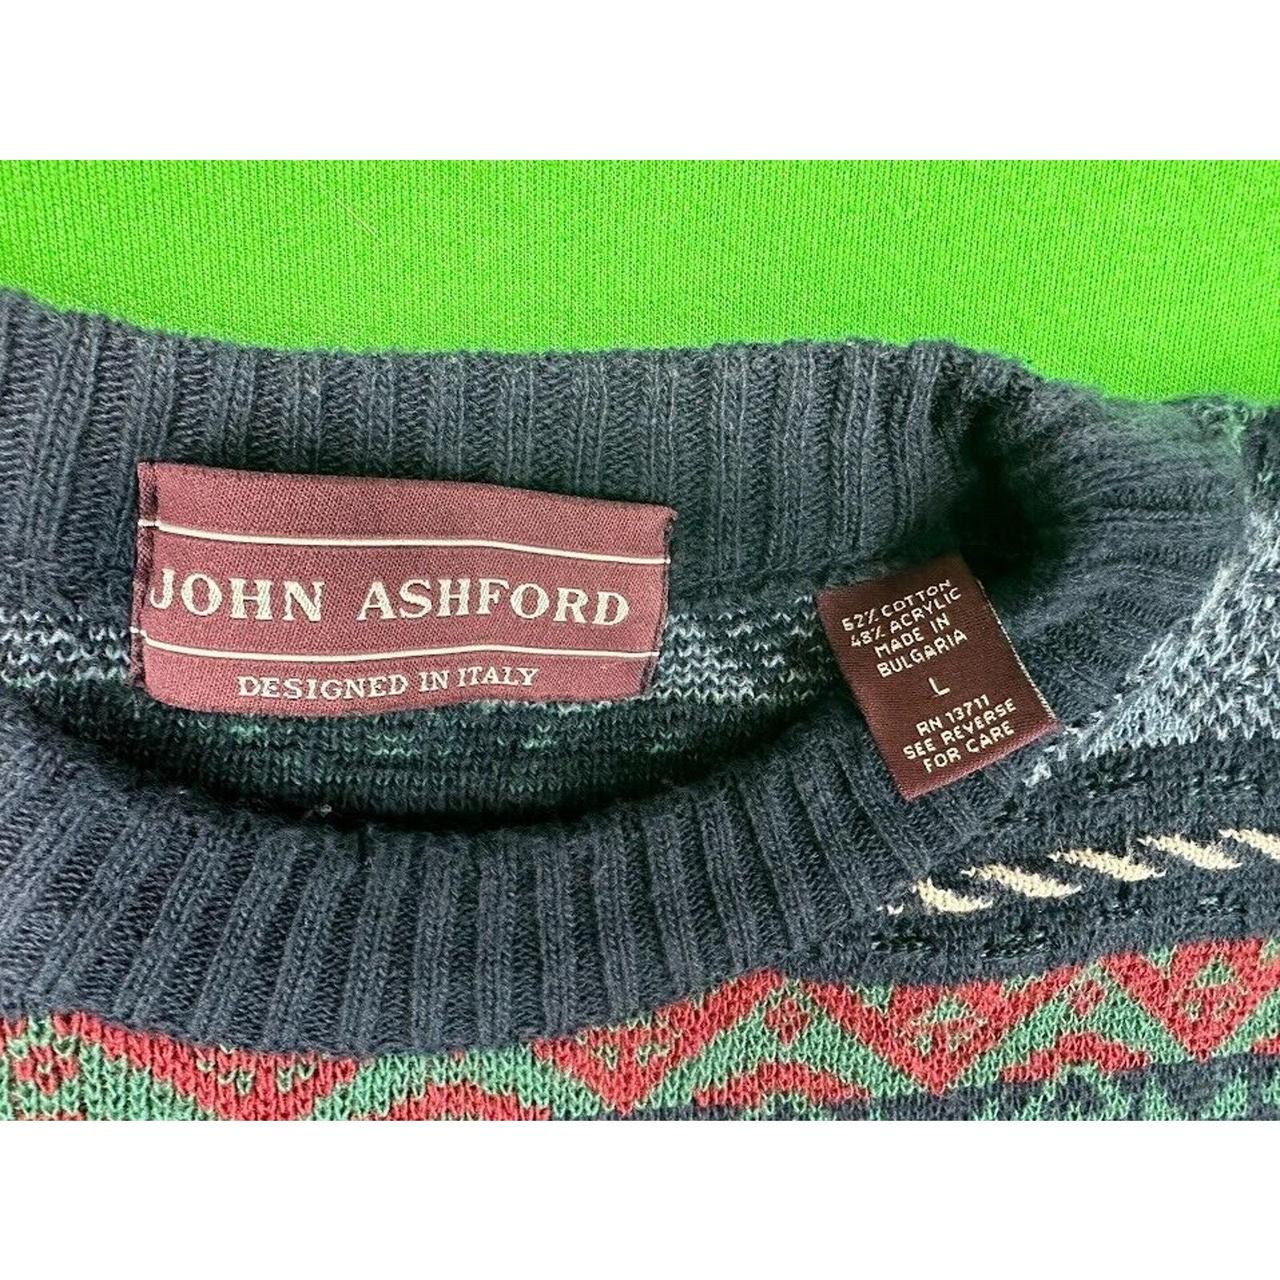 JOHN ASHFORD
DESIGNED IN ITALY
52% COTTON
48% ACRYLIC
MADE IN
BULGARIA
L
RN 13711
SEE REVERSE
FOR CARE